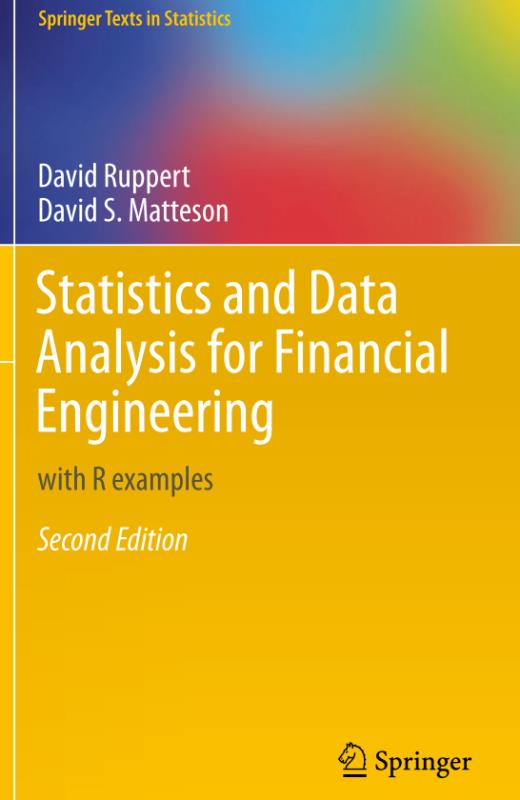 Springer Texts in Statistics
David Ruppert
David S. Matteson
Statistics and Data
Analysis for Financial
Engineering
with R examples
Second Edition
Springer